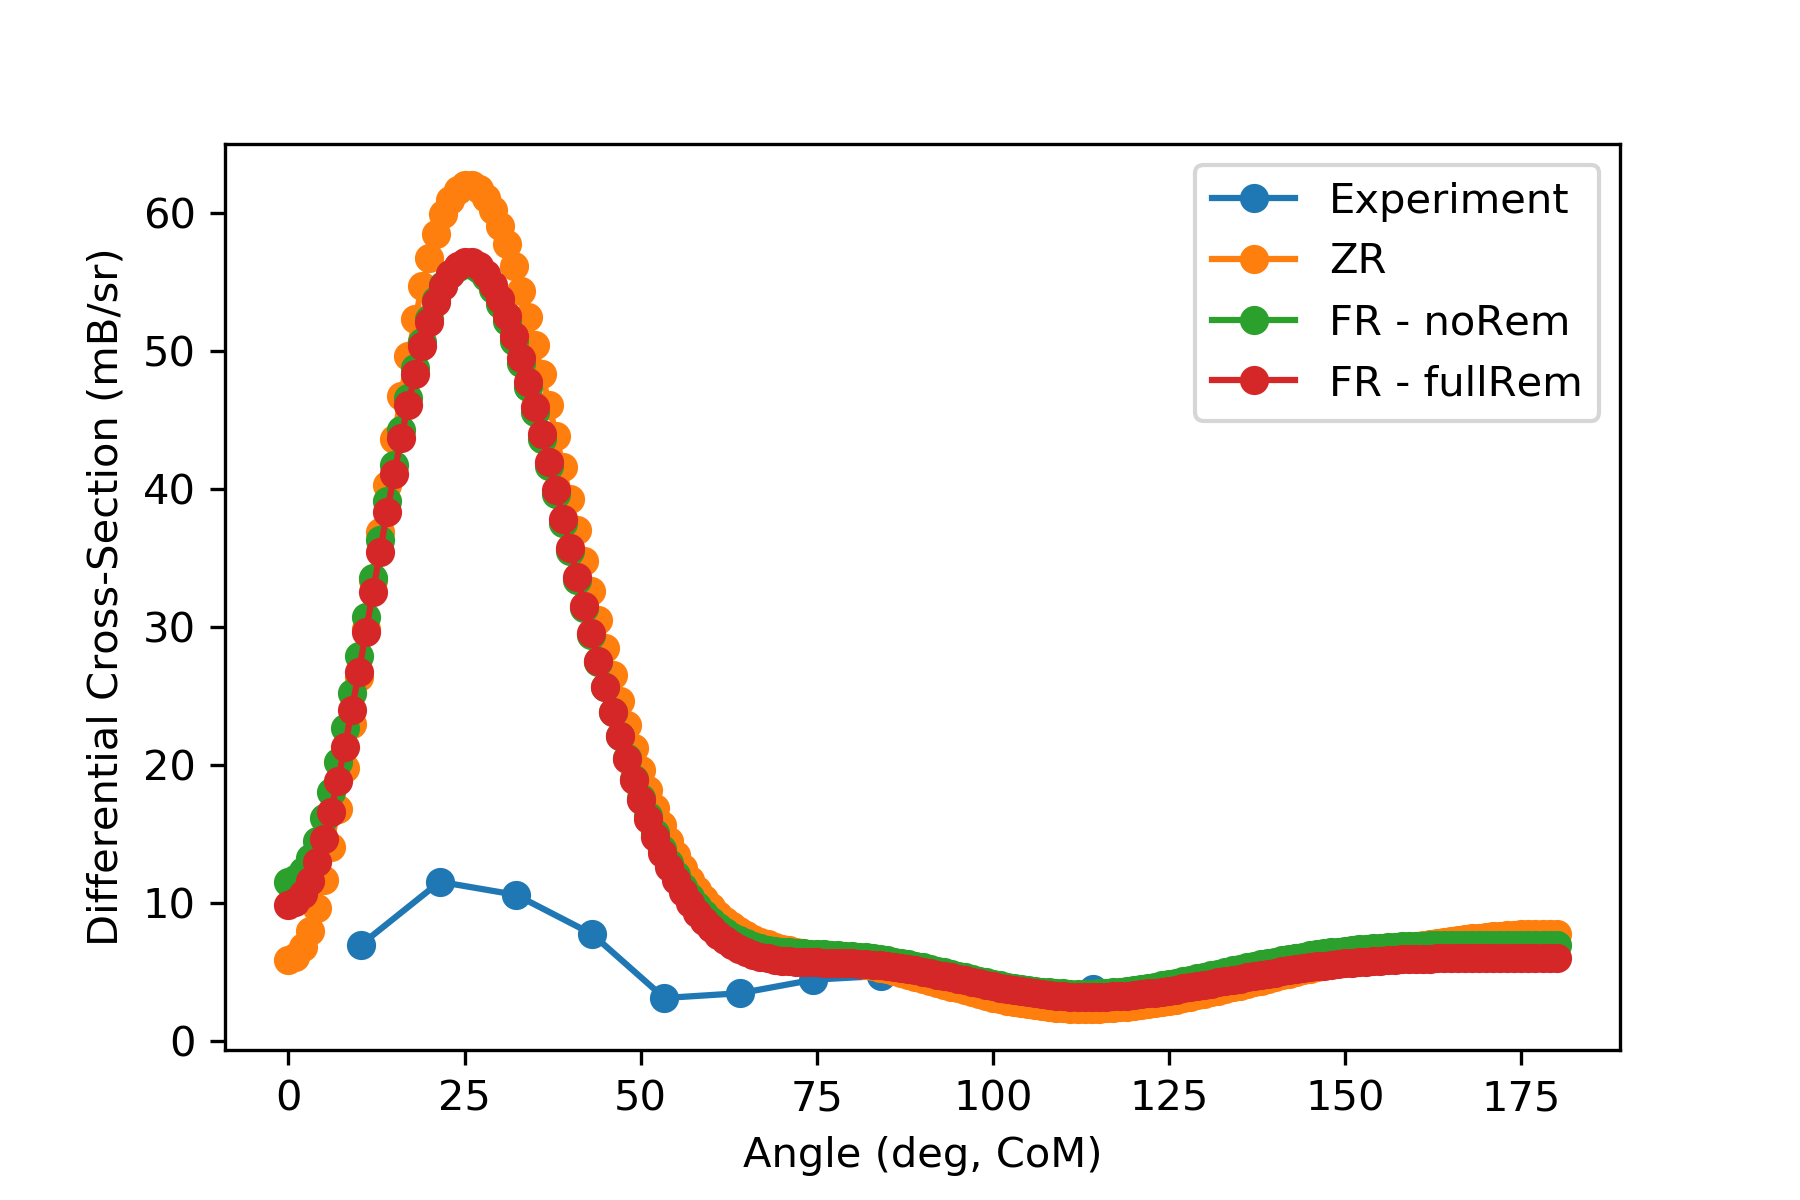 Experiment
ZR
FR - noRem
FR - fullRem
Differential Cross-Section (mB/sr)
60
50
40
30
20
10
0
0 25 50 75 100 125 150 175
Angle (deg, CoM)